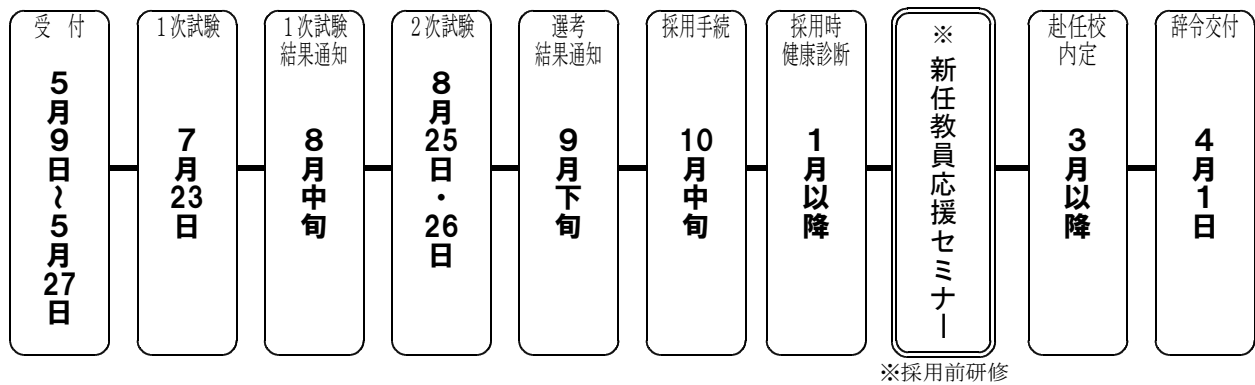 受　付
5月9日～5月27日
1次試験
7月23日
1次試験
結果通知
8月中旬
2次試験
8月25日・26日
選考
結果通知
9月下旬
採用手続
10月中旬
採用時
健康診断
1月以降
※新任教員応援セミナー
赴任校
内定
3月以降
辞令交付
4月1日
※採用前研修